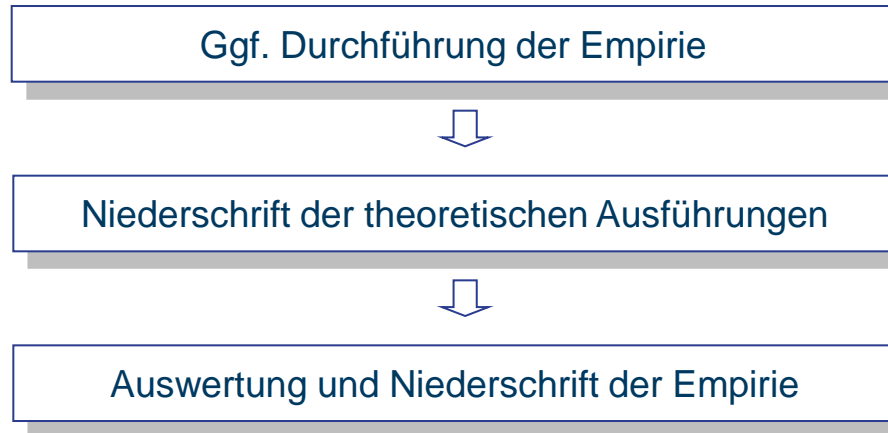 Ggf. Durchführung der Empirie
Niederschrift der theoretischen Ausführungen
Auswertung und Niederschrift der Empirie